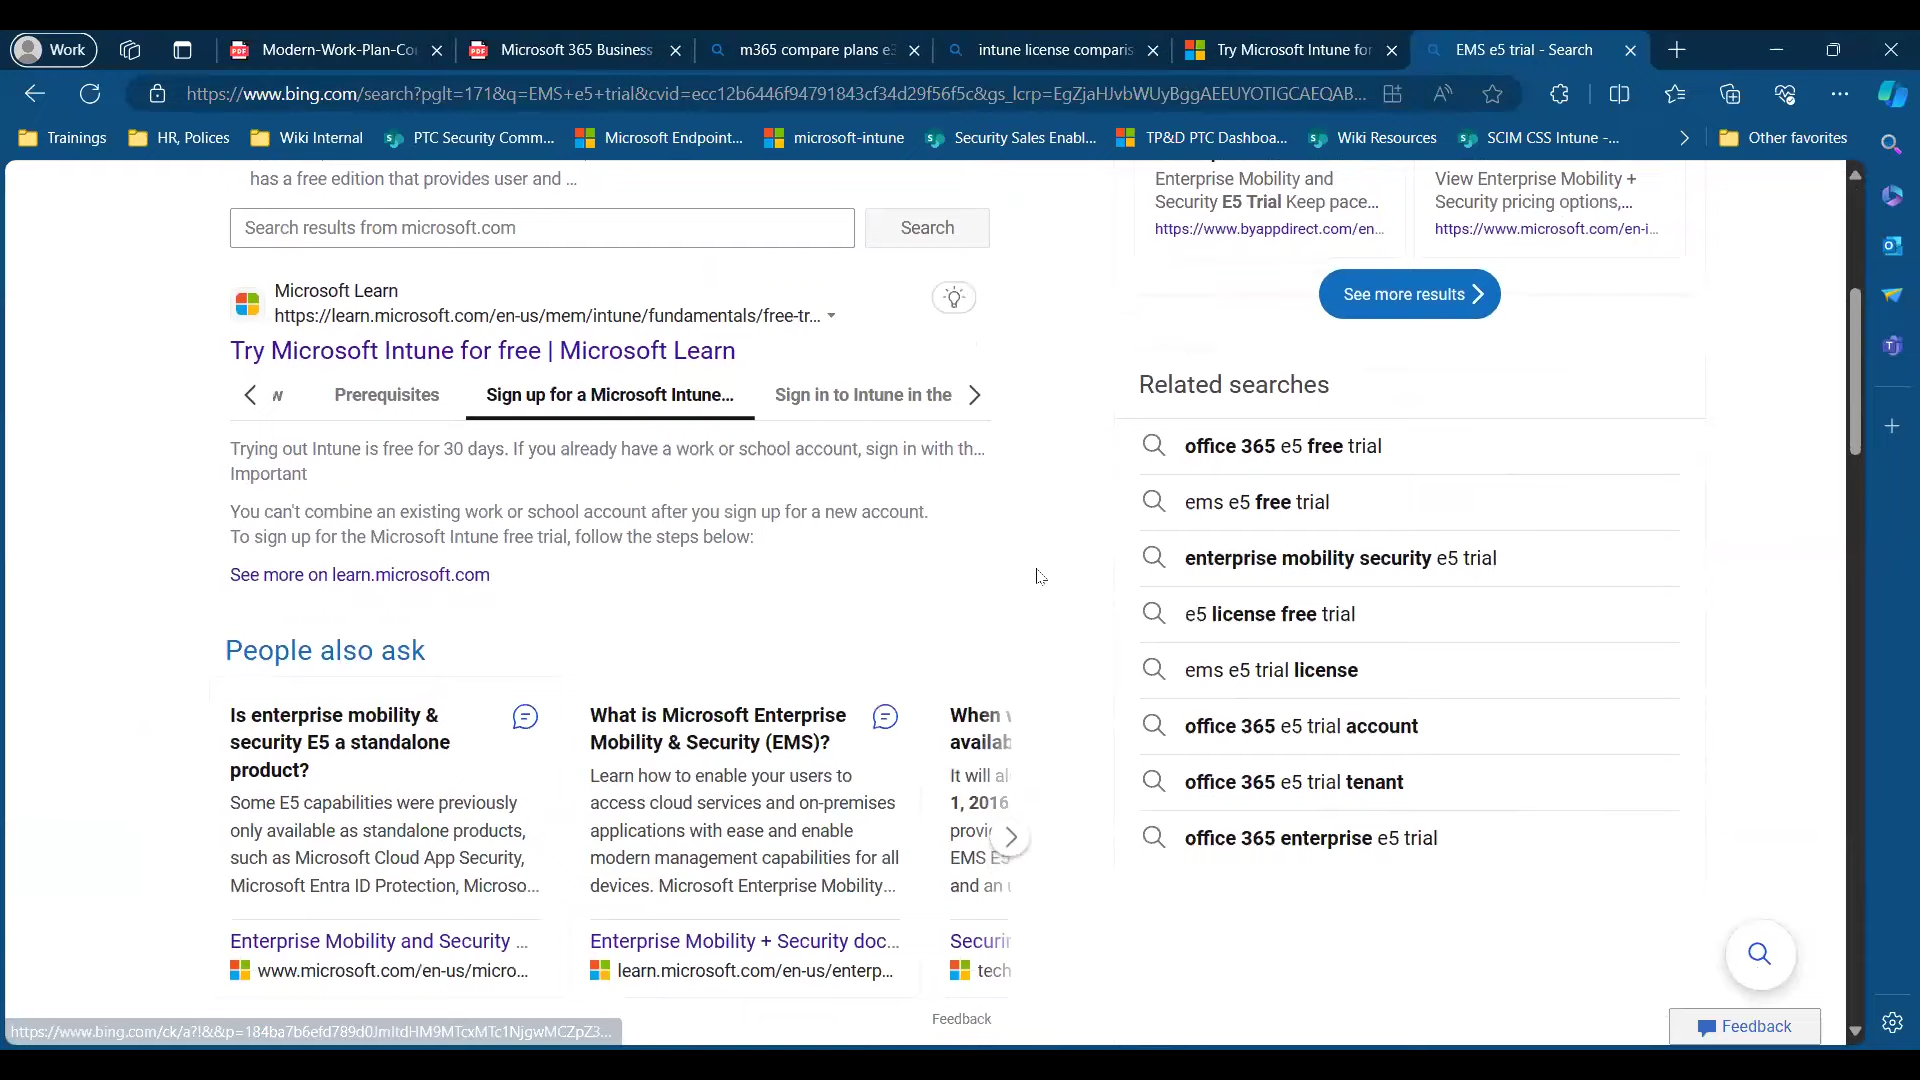 Work
Modern-Work-Plan-Co
Microsoft 365 Business
m365 compare plans e3
intune license comparis
Try Microsoft Intune for
EMS e5 trial - Search
https://www.bing.com/search?pglt=171&q=EMS+e5+trial&cvid=ecc12b6446f94791843cf34d29f56f5c&gs_lcrp=EgZjaHJvbWUyBggAEEUYOTIGCAEQAB...
Trainings
HR, Polices
Wiki Internal
PTC Security Comm...
Microsoft Endpoint...
microsoft-intune
Security Sales Enabl...
TP&D PTC Dashboa...
Wiki Resources
SCIM CSS Intune -...
Other favorites
has a free edition that provides user and ...
Search results from microsoft.com
Search
Microsoft Learn
https://learn.microsoft.com/en-us/mem/intune/fundamentals/free-tr...
Try Microsoft Intune for free | Microsoft Learn
w
Prerequisites
Sign up for a Microsoft Intune...
Sign in to Intune in the
Trying out Intune is free for 30 days. If you already have a work or school account, sign in with th...
Important
You can't combine an existing work or school account after you sign up for a new account.
To sign up for the Microsoft Intune free trial, follow the steps below:
See more on learn.microsoft.com
People also ask
Is enterprise mobility &
security E5 a standalone
product?
Some E5 capabilities were previously
only available as standalone products,
such as Microsoft Cloud App Security,
Microsoft Entra ID Protection, Microso...
Enterprise Mobility and Security ...
www.microsoft.com/en-us/micro...
What is Microsoft Enterprise
Mobility & Security (EMS)?
Learn how to enable your users to
access cloud services and on-premises
applications with ease and enable
modern management capabilities for all
devices. Microsoft Enterprise Mobility...
Enterprise Mobility + Security doc...
learn.microsoft.com/en-us/enterp...
When
availab
It will al
1, 2016
provi
EMS E5
and an
Securin
tech
Feedback
Enterprise Mobility and
Security E5 Trial Keep pace...
https://www.byappdirect.com/en...
View Enterprise Mobility +
Security pricing options,...
https://www.microsoft.com/en-i...
See more results
Related searches
office 365 e5 free trial
ems e5 free trial
enterprise mobility security e5 trial
e5 license free trial
ems e5 trial license
office 365 e5 trial account
office 365 e5 trial tenant
office 365 enterprise e5 trial
Feedback
https://www.bing.com/ck/a?!&&p=184ba7b6efd789d0JmltdHM9MTcxMTc1NjgwMCZpZ3...